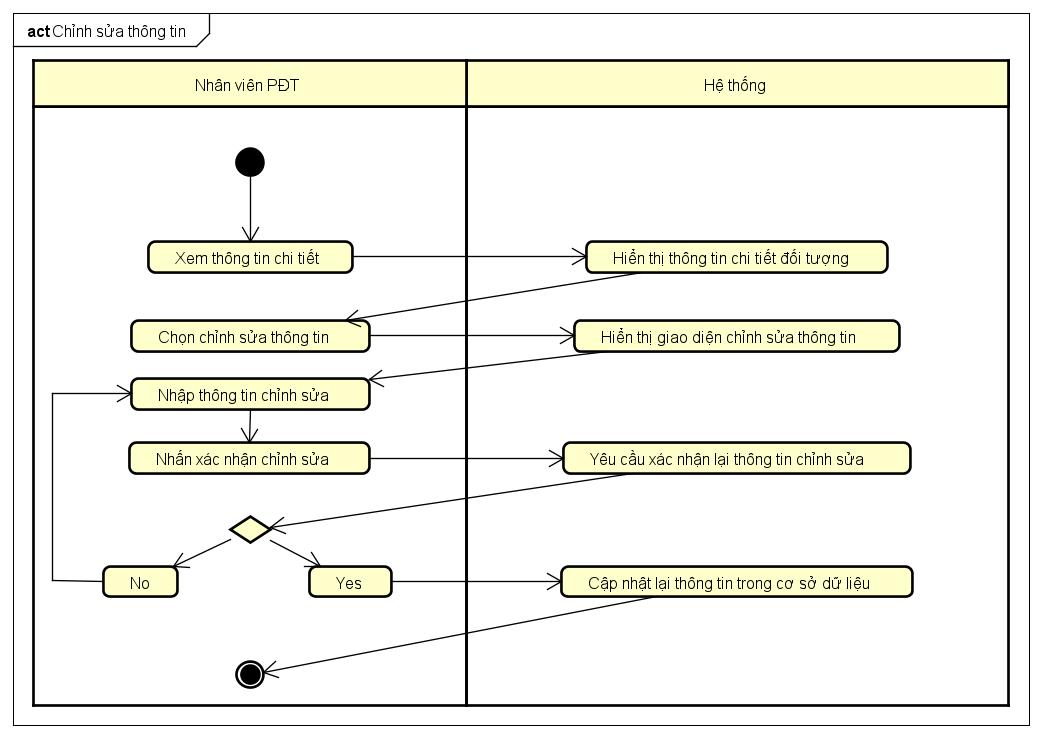 act Chỉnh sửa thông tin
Nhân viên PĐT
Hệ thống
Xem thông tin chi tiết
Hiển thị thông tin chi tiết đối tượng
Chọn chỉnh sửa thông tin
Hiển thị giao diện chỉnh sửa thông tin
Nhập thông tin chỉnh sửa
Nhấn xác nhận chỉnh sửa
Yêu cầu xác nhận lại thông tin chỉnh sửa
No
Yes
Cập nhật lại thông tin trong cơ sở dữ liệu